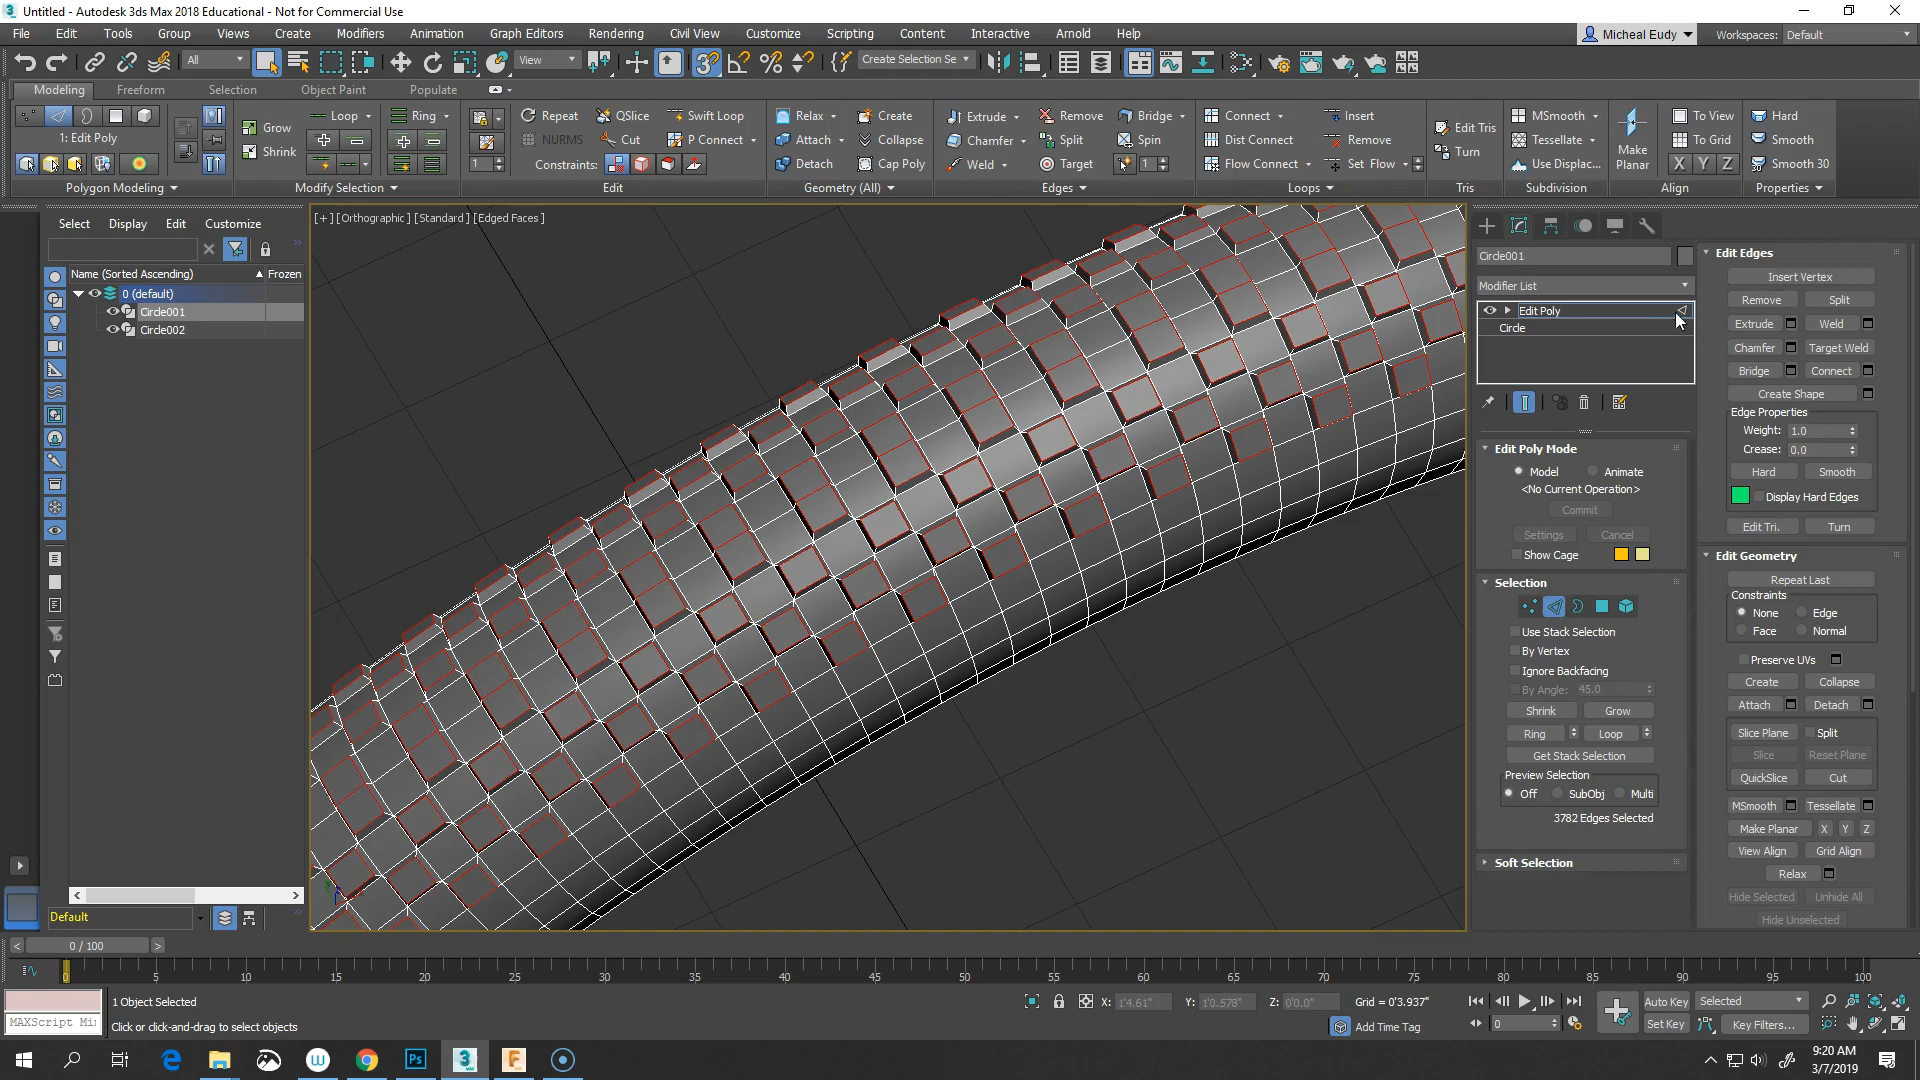 Untitled - Autodesk 3ds Max 2018 Educational - Not for Commercial Use
File Edit Tools Group Views Create Modifiers Animation Graph Editors Rendering Civil View Customize Scripting Content Interactive Arnold Help
Micheal Eudy
Workspaces: Default
All
View
Create Selection Se
Modeling Freeform Selection Object Paint Populate
1: Edit Poly
Polygon Modeling
Grow
Shrink
Loop
Ring
Modify Selection
Repeat QSlice Swift Loop
NURMS Cut P Connect
Constraints:
1
Edit
Relax Create
Attach Collapse
Detach Cap Poly
Geometry (All)
Extrude Remove Bridge
Chamfer Split Spin
Weld Target 1
Edges
Connect Insert
Dist Connect Remove
Flow Connect Set Flow
Loops
Edit Tris
Turn
Tris
MSmooth
Tessellate
Use Displac...
Subdivision
Make Planar
To View
To Grid
X Y Z
Align
Hard
Smooth
Smooth 30
Properties
Select Display Edit Customize
Name (Sorted Ascending) Frozen
0 (default)
Circle001
Circle002
Default
[+] [Orthographic] [Standard] [Edged Faces]
Circle001
Modifier List
Edit Poly
Circle
Edit Poly Mode
Model Animate
<No Current Operation>
Commit
Settings Cancel
Show Cage
Selection
Use Stack Selection
By Vertex
Ignore Backfacing
By Angle: 45.0
Shrink Grow
Ring Loop
Get Stack Selection
Preview Selection
Off SubObj Multi
3782 Edges Selected
Soft Selection
Edit Edges
Insert Vertex
Remove Split
Extrude Weld
Chamfer Target Weld
Bridge Connect
Create Shape
Edge Properties
Weight: 1.0
Crease: 0.0
Hard Smooth
Display Hard Edges
Edit Tri. Turn
Edit Geometry
Repeat Last
Constraints
None Edge
Face Normal
Preserve UVs
Create Collapse
Attach Detach
Slice Plane Split
Slice Reset Plane
QuickSlice Cut
MSmooth Tessellate
Make Planar X Y Z
View Align Grid Align
Relax
Hide Selected Unhide All
Hide Unselected
< 0 / 100 >
0 5 10 15 20 25 30 35 40 45 50 55 60 65 70 75 80 85 90 95 100
1 Object Selected
X: 1'4.61" Y: 1'0.578" Z: 0'0.0" Grid = 0'3.937"
Auto Key Selected
MAXScript Mi
Click or click-and-drag to select objects
Add Time Tag
0
Set Key Key Filters...
9:20 AM
3/7/2019